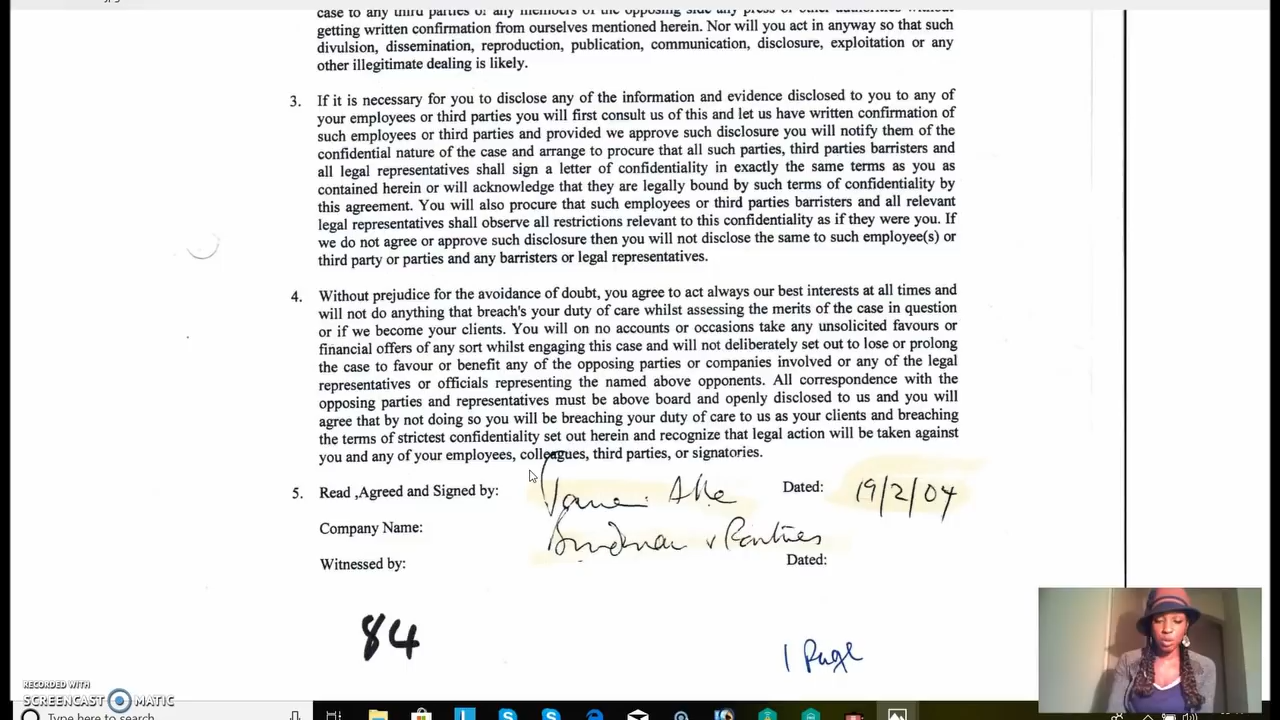 getting written confirmation from ourselves mentioned herein. Nor will you act in anyway so that such
divulsion, dissemination, reproduction, publication, communication, disclosure, exploitation or any
other illegitimate dealing is likely.
3. If it is necessary for you to disclose any of the information and evidence disclosed to you to any of
your employees or third parties you will first consult us of this and let us have written confirmation of
such employees or third parties and provided we approve such disclosure you will notify them of the
confidential nature of the case and arrange to procure that all such parties, third parties barristers and
all legal representatives shall sign a letter of confidentiality in exactly the same terms as you as
contained herein or will acknowledge that they are legally bound by such terms of confidentiality by
this agreement. You will also procure that such employees or third parties barristers and all relevant
legal representatives shall observe all restrictions relevant to this confidentiality as if they were you. If
we do not agree or approve such disclosure then you will not disclose the same to such employee(s) or
third party or parties and any barristers or legal representatives.
4. Without prejudice for the avoidance of doubt, you agree to act always our best interests at all times and
will not do anything that breach's your duty of care whilst assessing the merits of the case in question
or if we become your clients. You will on no accounts or occasions take any unsolicited favours or
financial offers of any sort whilst engaging this case and will not deliberately set out to lose or prolong
the case to favour or benefit any of the opposing parties or companies involved or any of the legal
representatives or officials representing the named above opponents. All correspondence with the
opposing parties and representatives must be above board and openly disclosed to us and you will
agree that by not doing so you will be breaching your duty of care to us as your clients and breaching
the terms of strictest confidentiality set out herein and recognize that legal action will be taken against
you and any of your employees, colleagues, third parties, or signatories.
5. Read ,Agreed and Signed by: Dated: 19/2/04
Company Name:
Witnessed by: Dated:
84
1 Page
RECORDED WITH
SCREENCAST MATIC
Type here to search